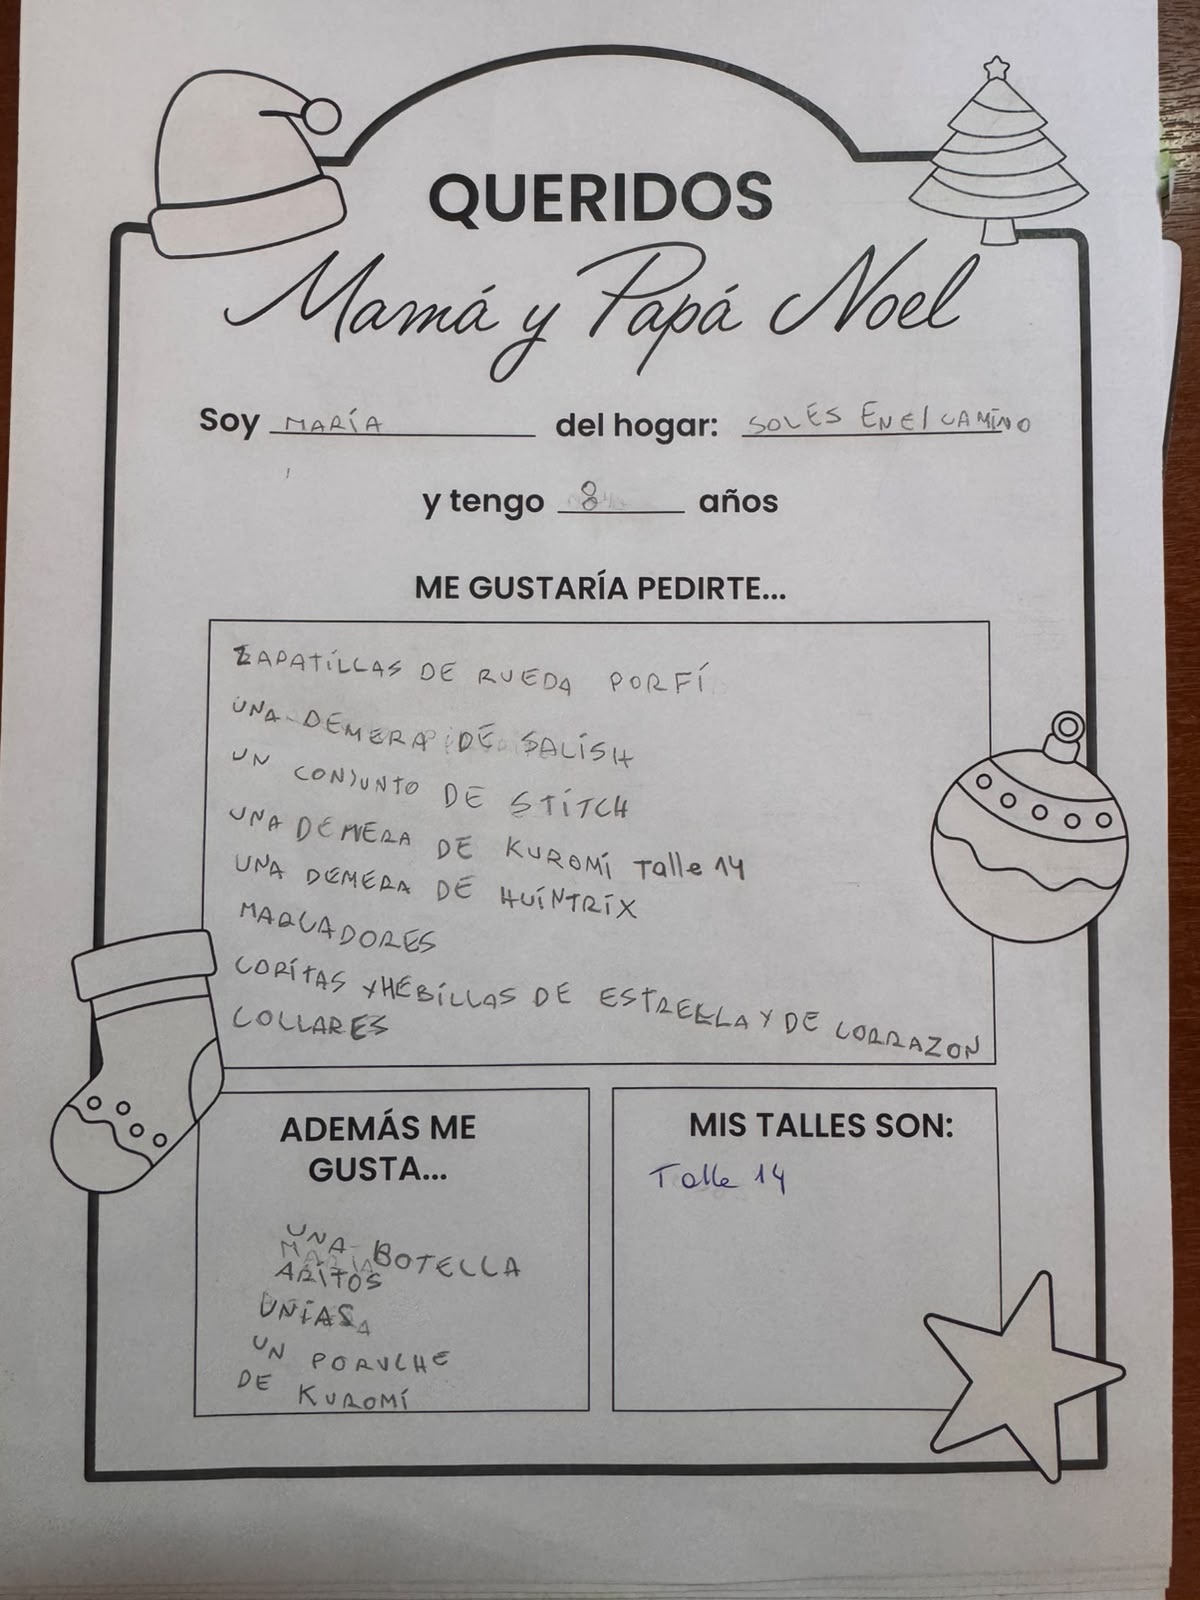 QUERIDOS
Mamá y Papá Noel
Soy MARÍA del hogar: SOLES EN El CAMINO
y tengo 8 años
ME GUSTARÍA PEDIRTE...
ZAPATILLAS DE RUEDA PORFÍ
UNA DEMERA DE SALISH
UN CONJUNTO DE STITCH
UNA DEMERA DE KUROMÍ Talle 14
UNA DEMERA DE HUINTRIX
MARCADORES
CORITAS Y HEBILLAS DE ESTRELLA Y DE CORRAZON
COLLARES
ADEMÁS ME
GUSTA...
UNA BOTELLA
ARITOS
UNIAS
UN PORUCHE
DE KUROMÍ
MIS TALLES SON:
Talle 14